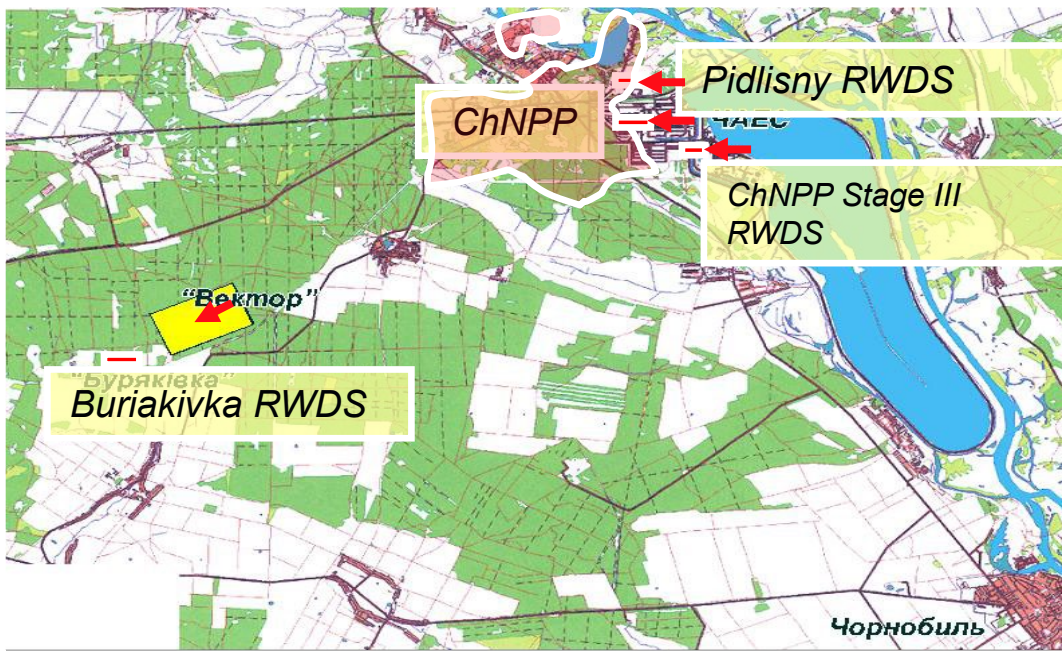 Pidlisny RWDS
ChNPP
ЧАЕС
ChNPP Stage III
RWDS
"Вектор"
"Буряківка"
Buriakivka RWDS
Чорнобиль